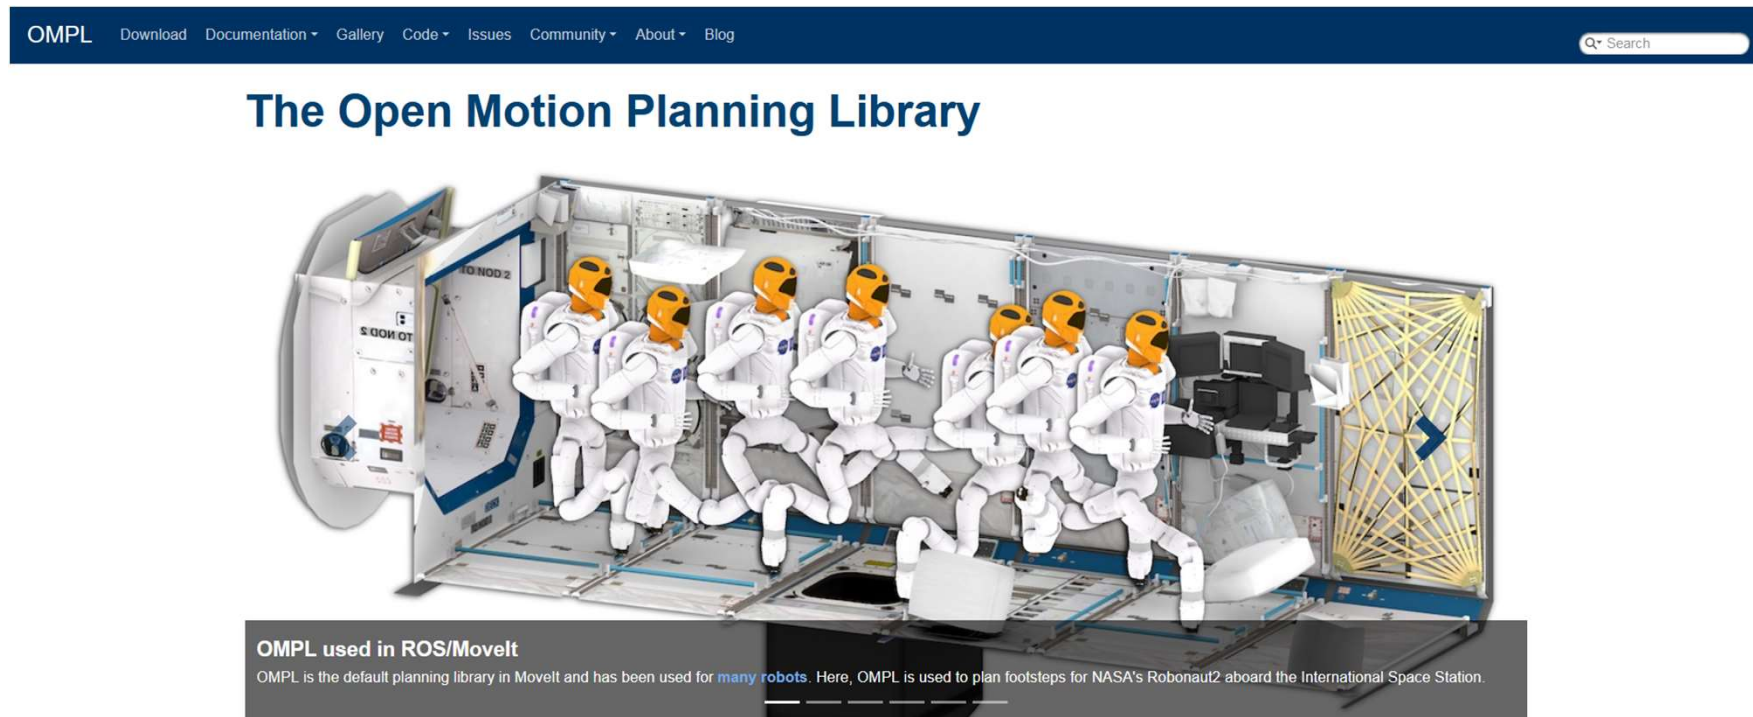 OMPL Download Documentation Gallery Code Issues Community About Blog
Search
The Open Motion Planning Library
TO NOD 2
TO NOD 2
OMPL used in ROS/MoveIt
OMPL is the default planning library in MoveIt and has been used for many robots. Here, OMPL is used to plan footsteps for NASA's Robonaut2 aboard the International Space Station.